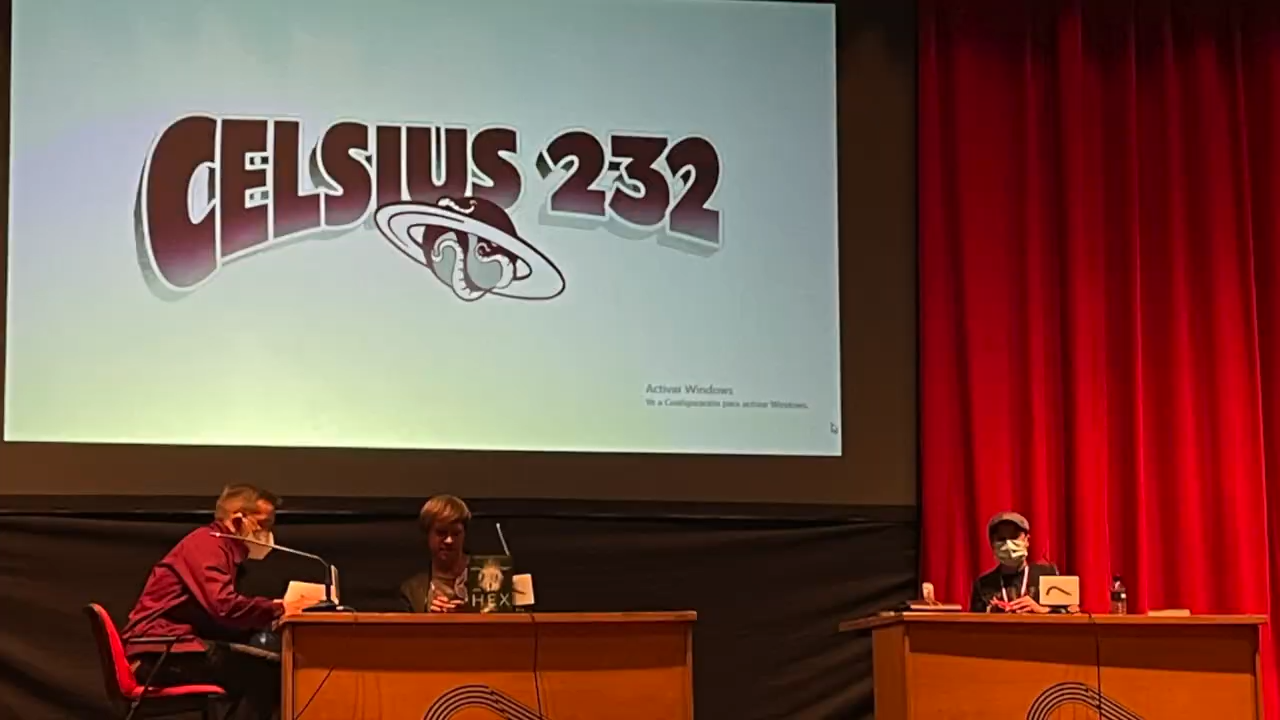 CELSIUS 232
Activar Windows
Ve a Configuración para activar Windows.
HEX